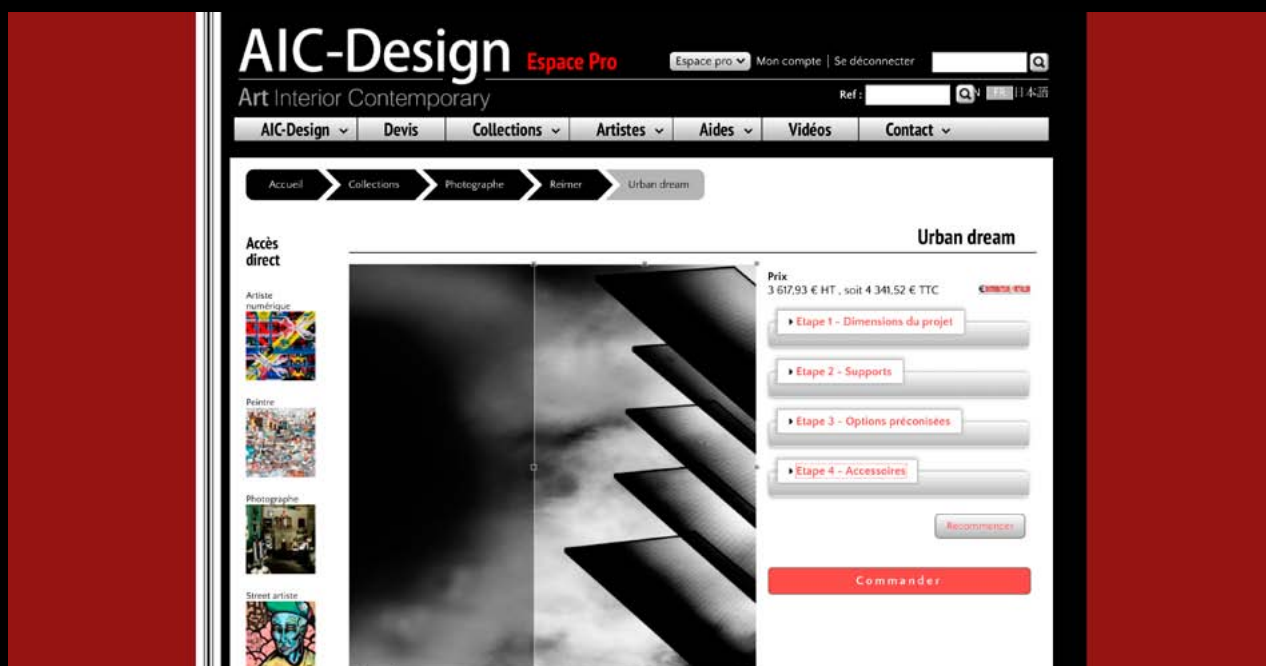 AIC-Design Espace Pro
Espace pro Mon compte | Se déconnecter
Art Interior Contemporary
Ref :
FR 日本語
AIC-Design Devis Collections Artistes Aides Vidéos Contact
Accueil Collections Photographe Reimer Urban dream
Urban dream
Accès
direct
Artiste
numérique
Peintre
Photographe
Street artiste
Prix
3 617,93 € HT , soit 4 341,52 € TTC
Etape 1 - Dimensions du projet
Etape 2 - Supports
Etape 3 - Options préconisées
Etape 4 - Accessoires
Recommencer
Commander